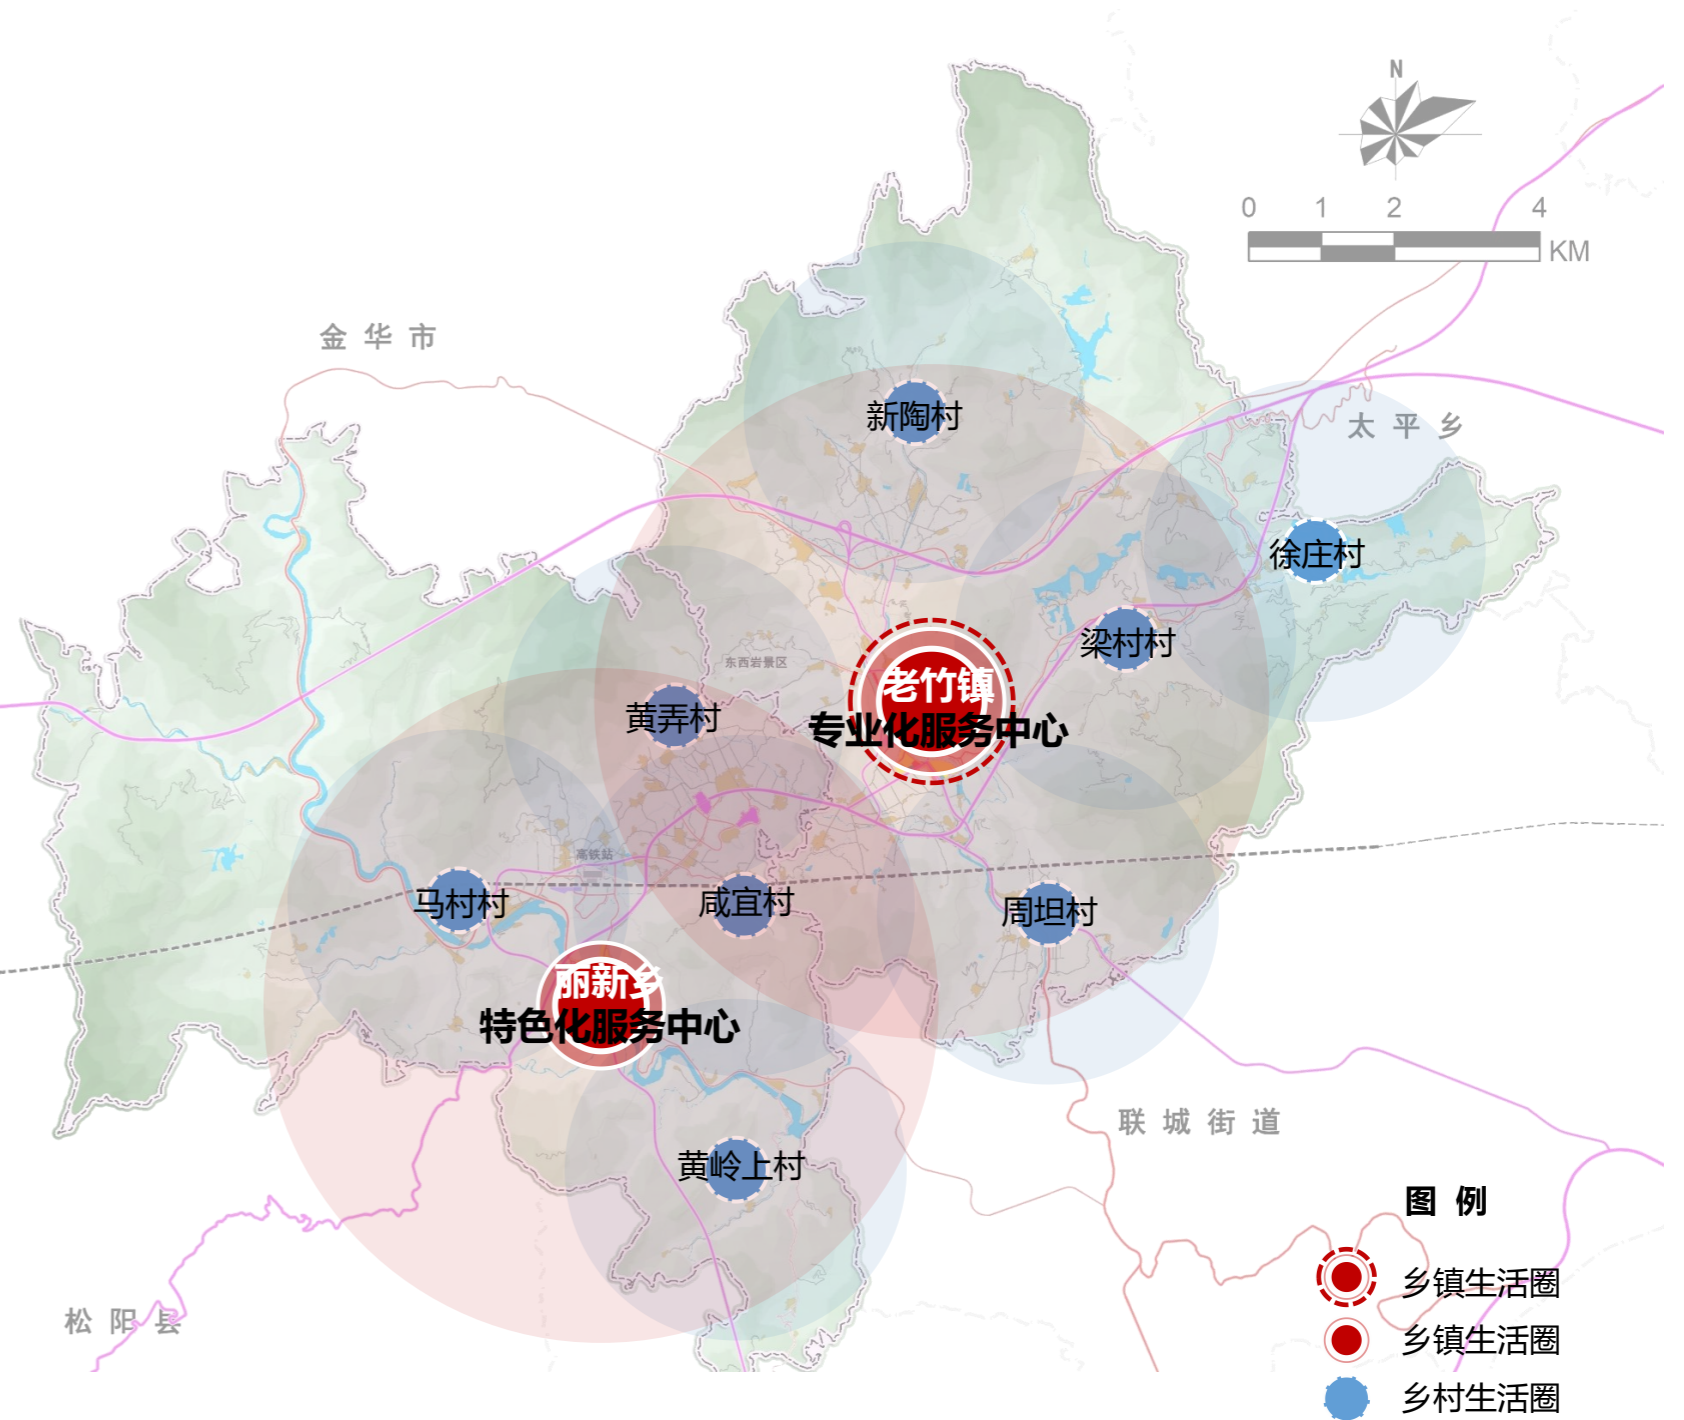 N
0 1 2 4
KM
金华市
太平乡
新陶村
徐庄村
梁村村
东西岩景区
老竹镇
专业化服务中心
黄弄村
高铁站
马村村
咸宜村
周坦村
丽新乡
特色化服务中心
联城街道
黄岭上村
松阳县
图例
乡镇生活圈
乡镇生活圈
乡村生活圈